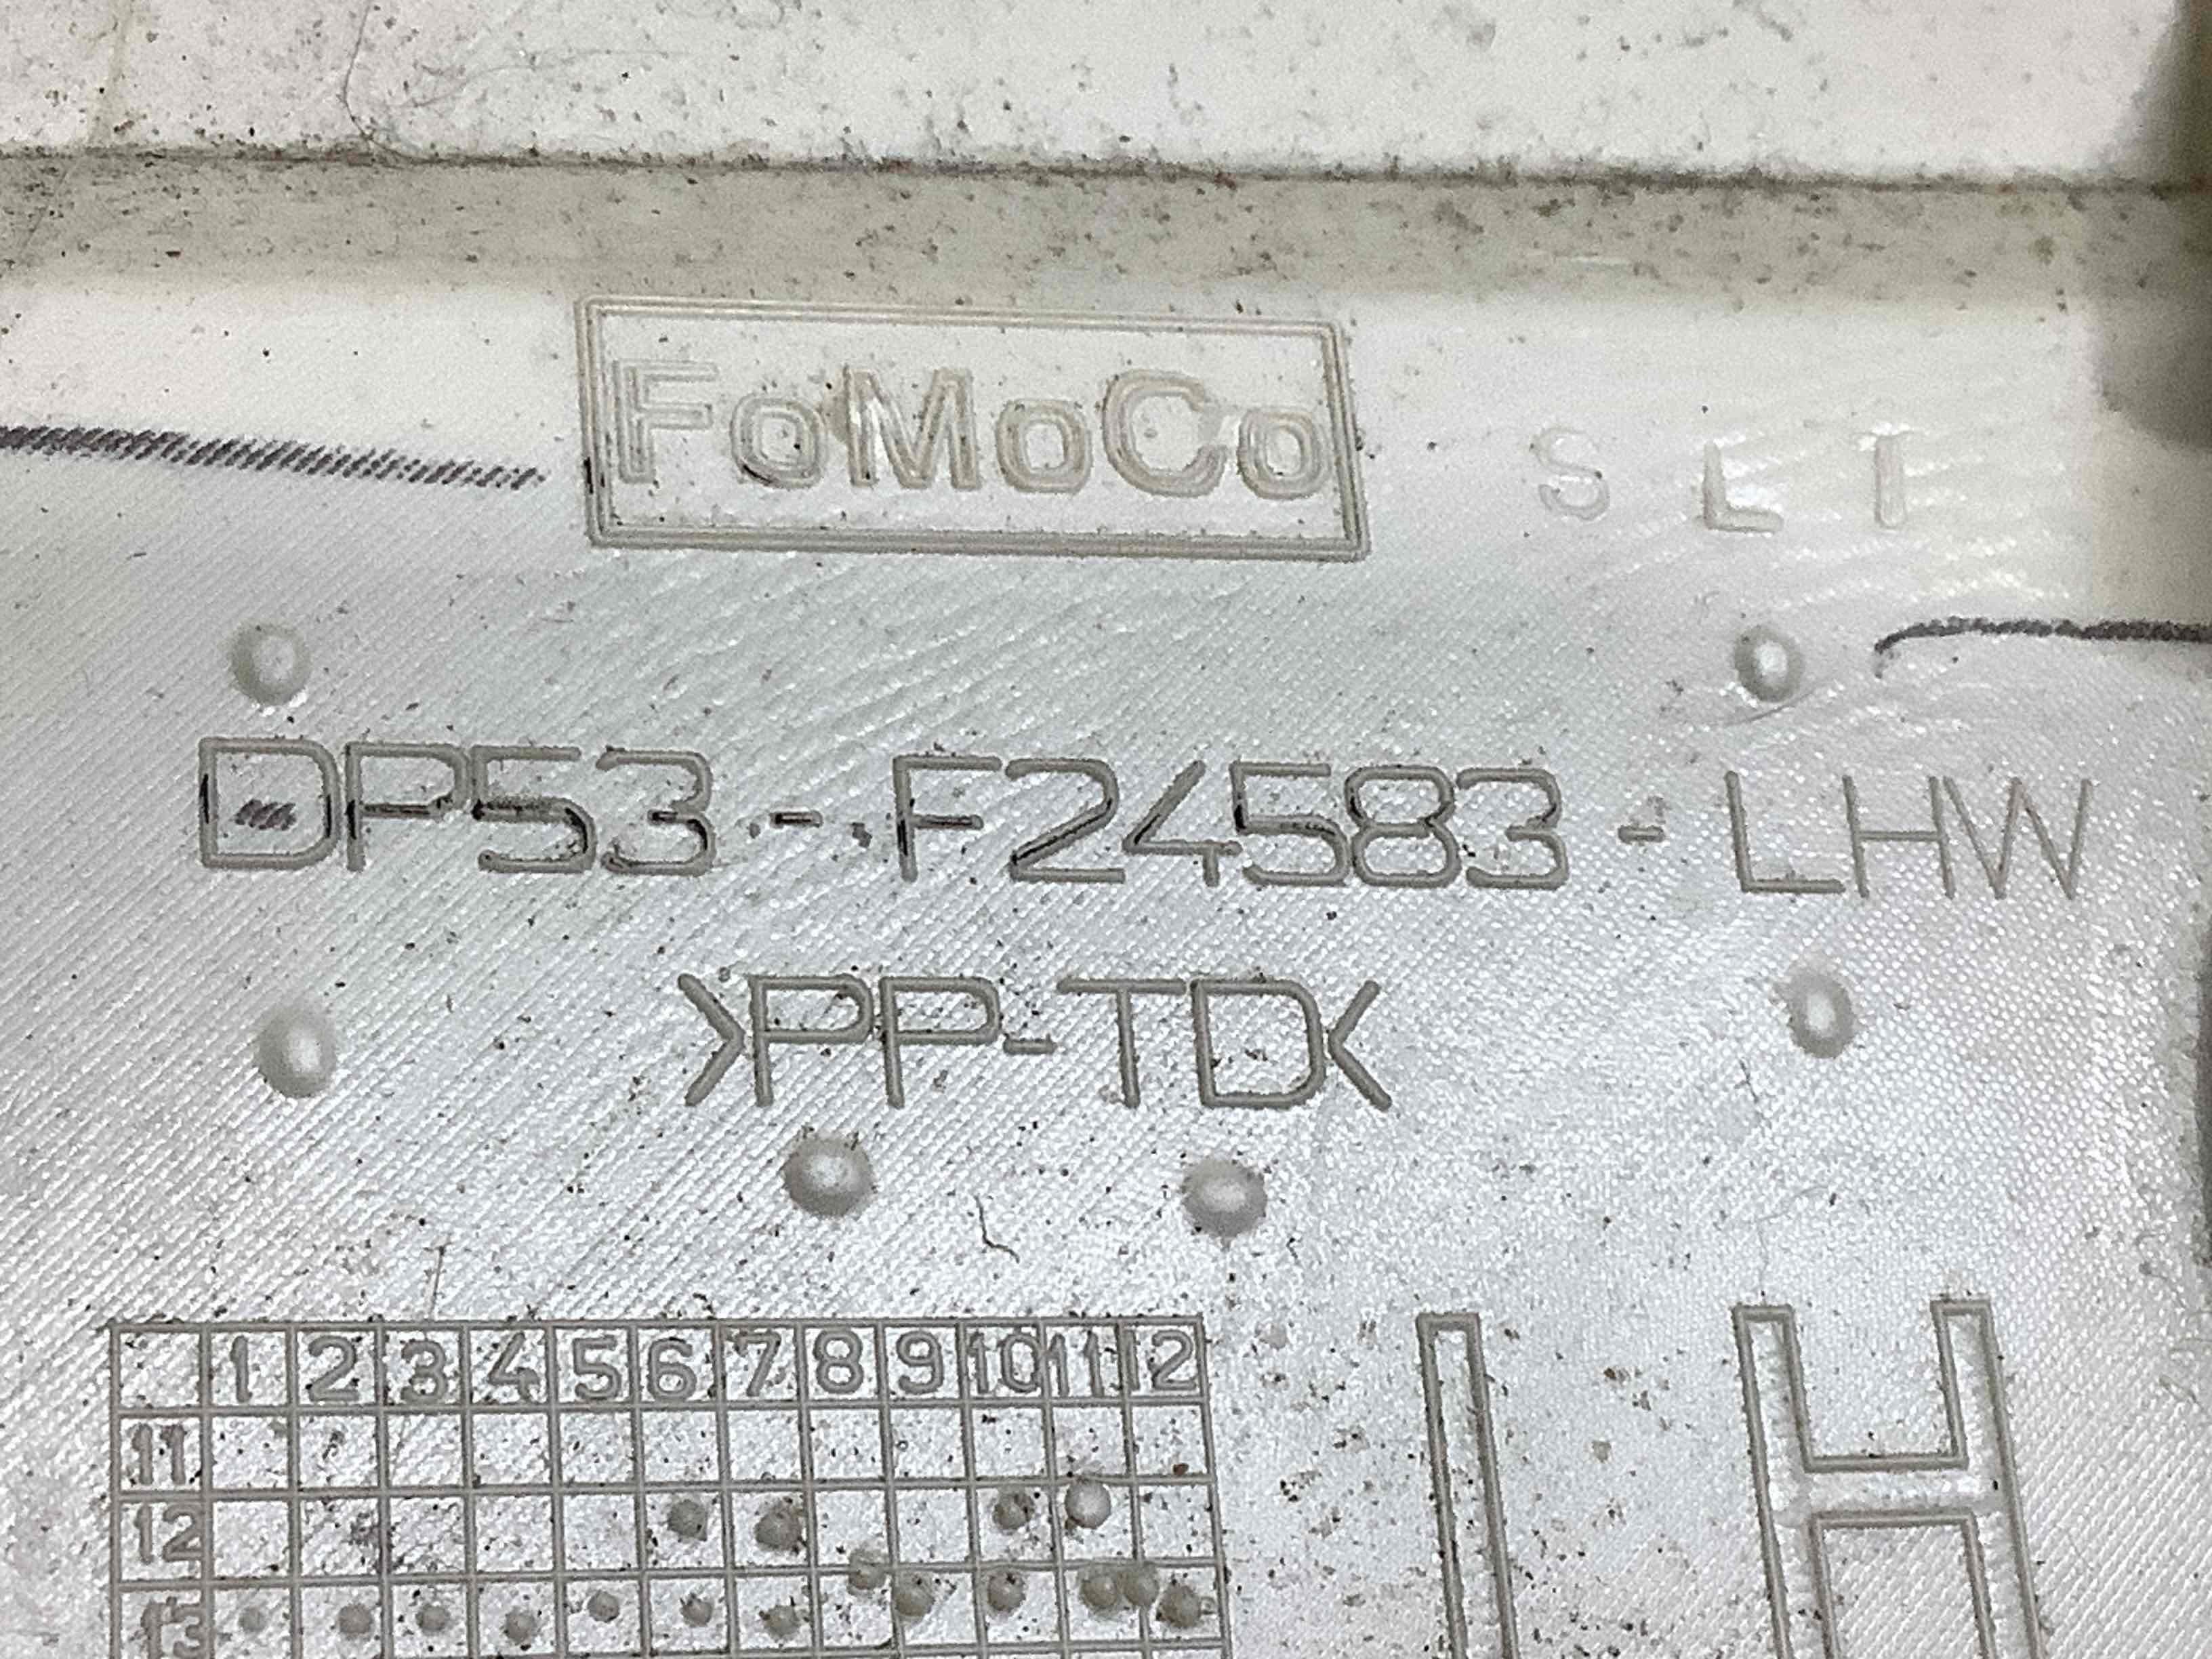 FoMoCo SLT
DP53-F24583-LHW
>PP-TD<
1 2 3 4 5 6 7 8 9 10 11 12
11
12
13
LH